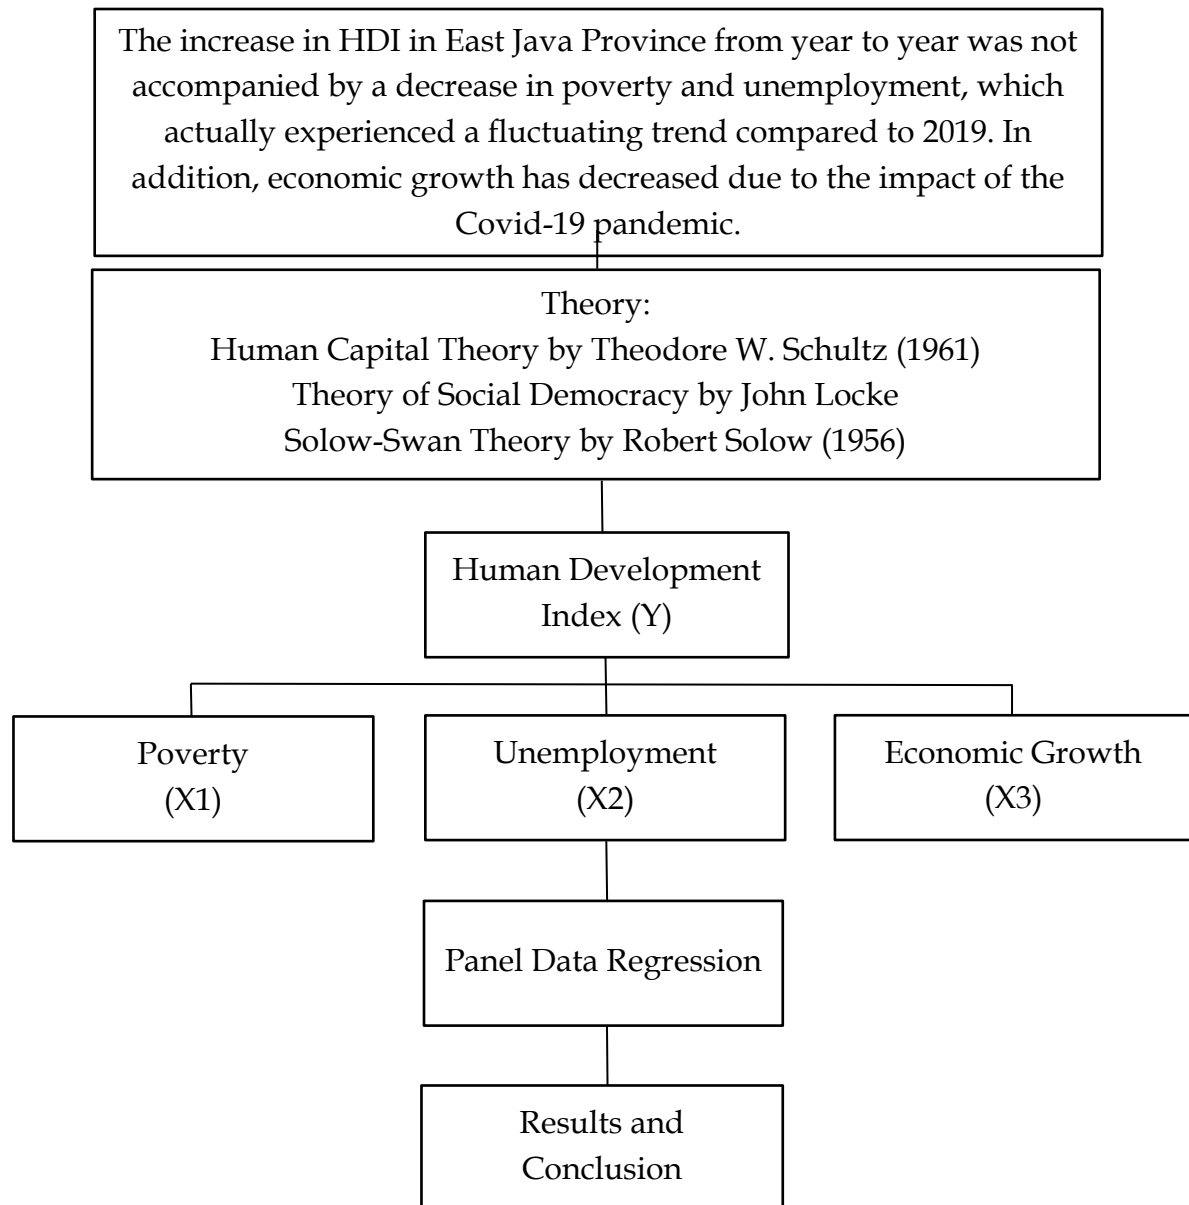 The increase in HDI in East Java Province from year to year was not
accompanied by a decrease in poverty and unemployment, which
actually experienced a fluctuating trend compared to 2019. In
addition, economic growth has decreased due to the impact of the
Covid-19 pandemic.
Theory:
Human Capital Theory by Theodore W. Schultz (1961)
Theory of Social Democracy by John Locke
Solow-Swan Theory by Robert Solow (1956)
Human Development
Index (Y)
Poverty
(X1)
Unemployment
(X2)
Economic Growth
(X3)
Panel Data Regression
Results and
Conclusion